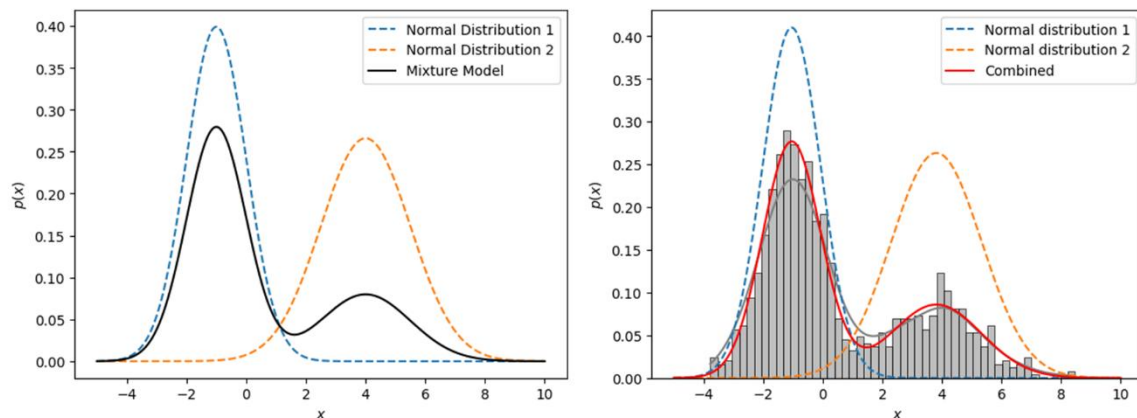 Normal Distribution 1
Normal Distribution 2
Mixture Model
0.40
0.35
0.30
0.25
0.20
0.15
0.10
0.05
0.00
p(x)
−4 −2 0 2 4 6 8 10
x
Normal distribution 1
Normal distribution 2
Combined
0.40
0.35
0.30
0.25
0.20
0.15
0.10
0.05
0.00
p(x)
−4 −2 0 2 4 6 8 10
x